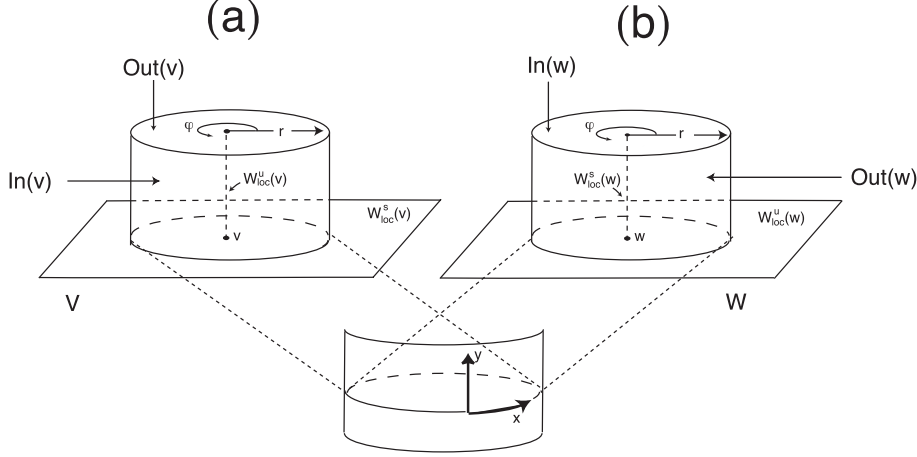 (a)
(b)
Out(v)
In(w)
φ
r
φ
r
In(v)
W^u_loc(v)
W^s_loc(w)
Out(w)
W^s_loc(v)
W^u_loc(w)
v
w
V
W
y
x